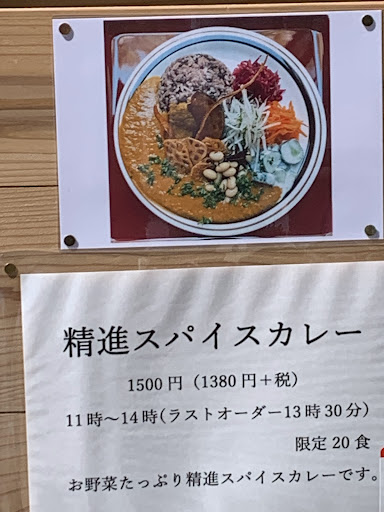 精進スパイスカレー
1500円（1380円＋税）
11時～14時(ラストオーダー13時30分)
限定20食
お野菜たっぷり精進スパイスカレーです。